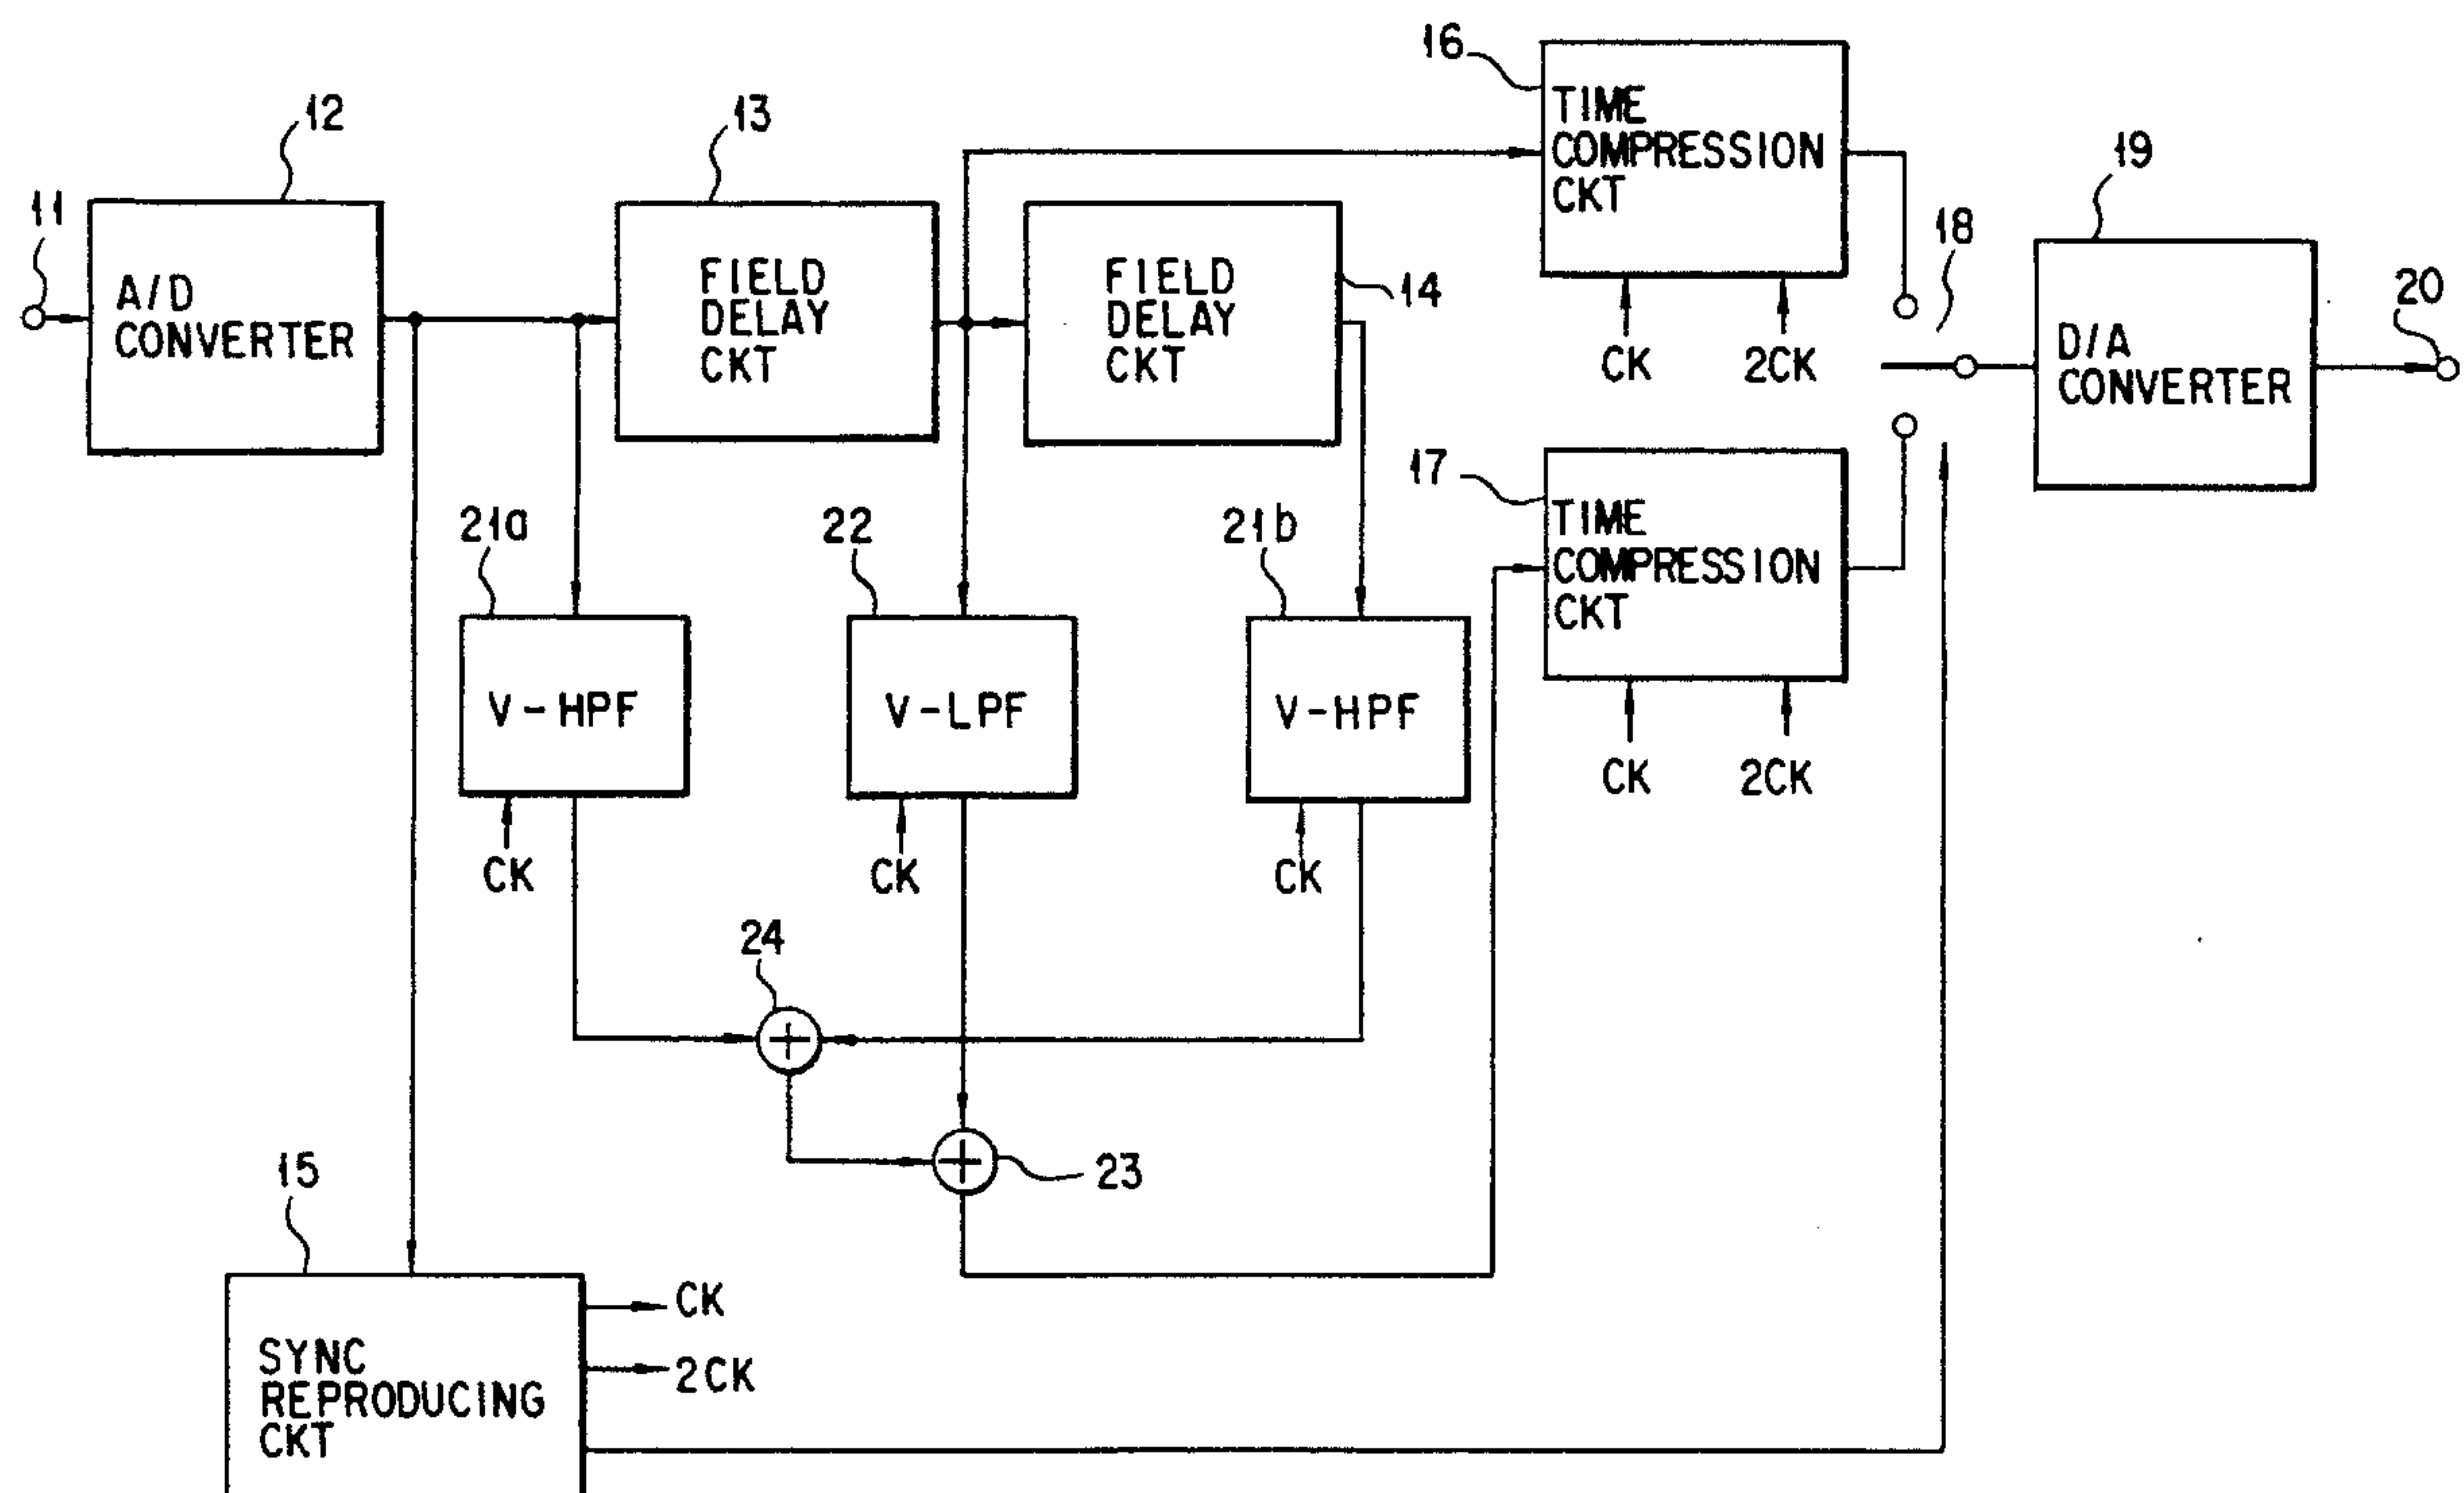 11
12
A/D
CONVERTER
13
FIELD
DELAY
CKT
14
FIELD
DELAY
CKT
16
TIME
COMPRESSION
CKT
CK
2CK
18
19
D/A
CONVERTER
20
17
TIME
COMPRESSION
CKT
CK
2CK
21a
V-HPF
CK
22
V-LPF
CK
21b
V-HPF
CK
24
23
15
SYNC
REPRODUCING
CKT
CK
2CK